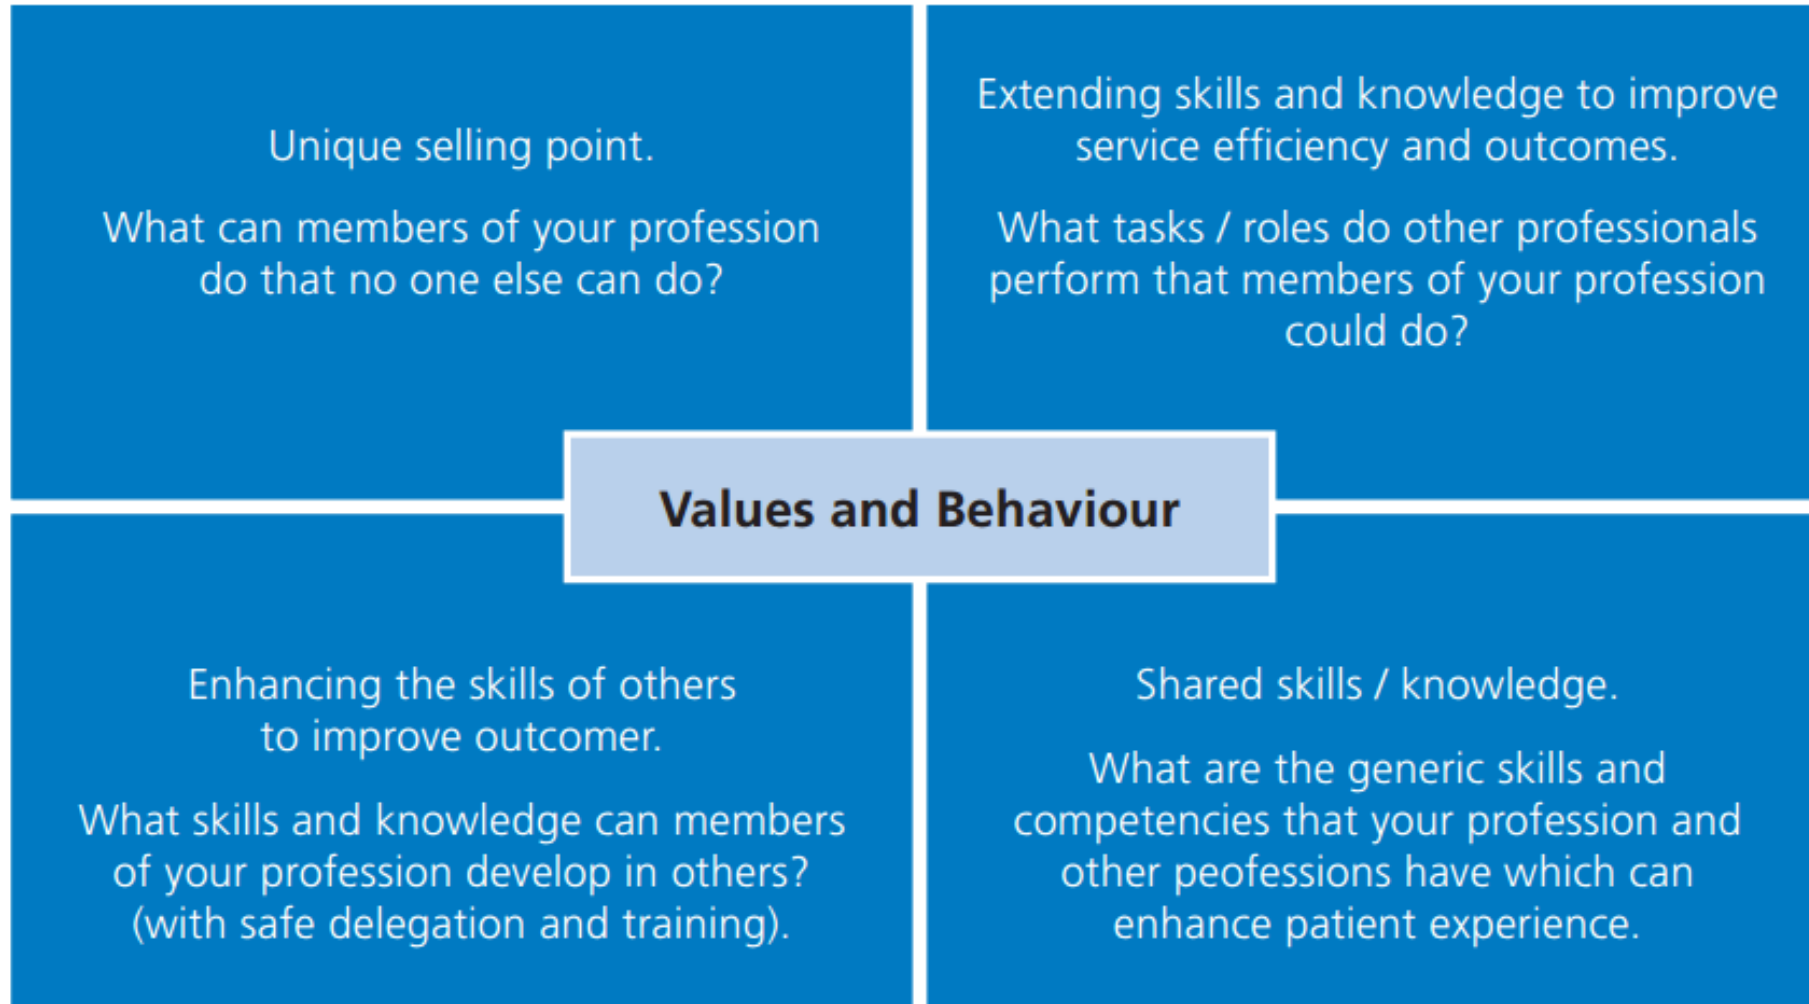 Unique selling point.
What can members of your profession
do that no one else can do?
Extending skills and knowledge to improve
service efficiency and outcomes.
What tasks / roles do other professionals
perform that members of your profession
could do?
Values and Behaviour
Enhancing the skills of others
to improve outcomer.
What skills and knowledge can members
of your profession develop in others?
(with safe delegation and training).
Shared skills / knowledge.
What are the generic skills and
competencies that your profession and
other peofessions have which can
enhance patient experience.